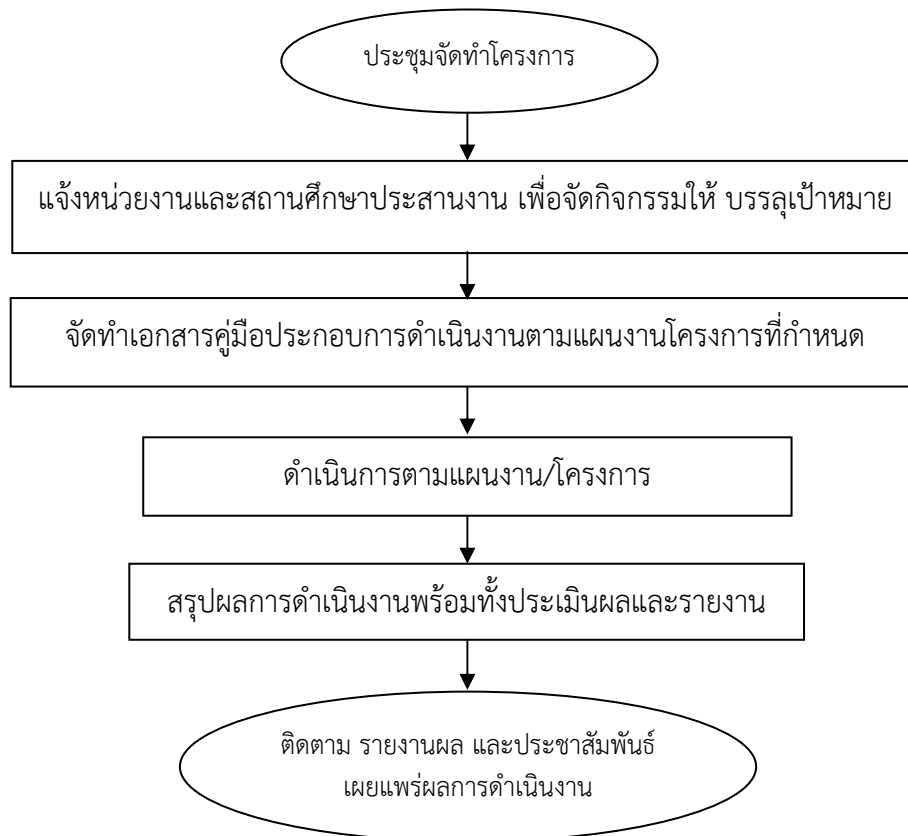 ประชุมจัดทำโครงการ
แจ้งหน่วยงานและสถานศึกษาประสานงาน เพื่อจัดกิจกรรมให้ บรรลุเป้าหมาย
จัดทำเอกสารคู่มือประกอบการดำเนินงานตามแผนงานโครงการที่กำหนด
ดำเนินการตามแผนงาน/โครงการ
สรุปผลการดำเนินงานพร้อมทั้งประเมินผลและรายงาน
ติดตาม รายงานผล และประชาสัมพันธ์
เผยแพร่ผลการดำเนินงาน